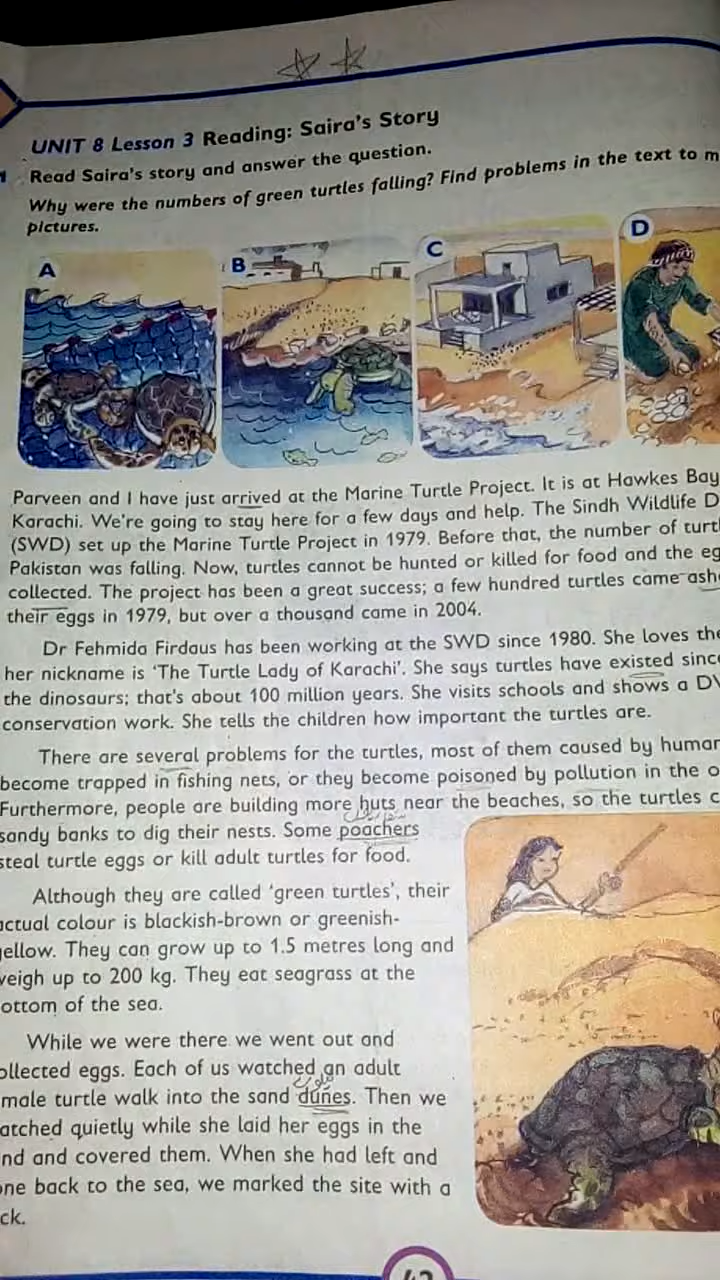 UNIT 8 Lesson 3 Reading: Saira's Story
1 Read Saira's story and answer the question.
Why were the numbers of green turtles falling? Find problems in the text to m
pictures.
A
B
C
D
Parveen and I have just arrived at the Marine Turtle Project. It is at Hawkes Bay
Karachi. We're going to stay here for a few days and help. The Sindh Wildlife D
(SWD) set up the Marine Turtle Project in 1979. Before that, the number of turtl
Pakistan was falling. Now, turtles cannot be hunted or killed for food and the eg
collected. The project has been a great success; a few hundred turtles came ash
their eggs in 1979, but over a thousand came in 2004.
Dr Fehmida Firdaus has been working at the SWD since 1980. She loves the
her nickname is 'The Turtle Lady of Karachi'. She says turtles have existed since
the dinosaurs; that's about 100 million years. She visits schools and shows a DV
conservation work. She tells the children how important the turtles are.
There are several problems for the turtles, most of them caused by human
become trapped in fishing nets, or they become poisoned by pollution in the o
Furthermore, people are building more huts near the beaches, so the turtles c
sandy banks to dig their nests. Some poachers
steal turtle eggs or kill adult turtles for food.
Although they are called 'green turtles', their
actual colour is blackish-brown or greenish-
yellow. They can grow up to 1.5 metres long and
weigh up to 200 kg. They eat seagrass at the
ottom of the sea.
While we were there we went out and
ollected eggs. Each of us watched an adult
male turtle walk into the sand dunes. Then we
atched quietly while she laid her eggs in the
nd and covered them. When she had left and
one back to the sea, we marked the site with a
ck.